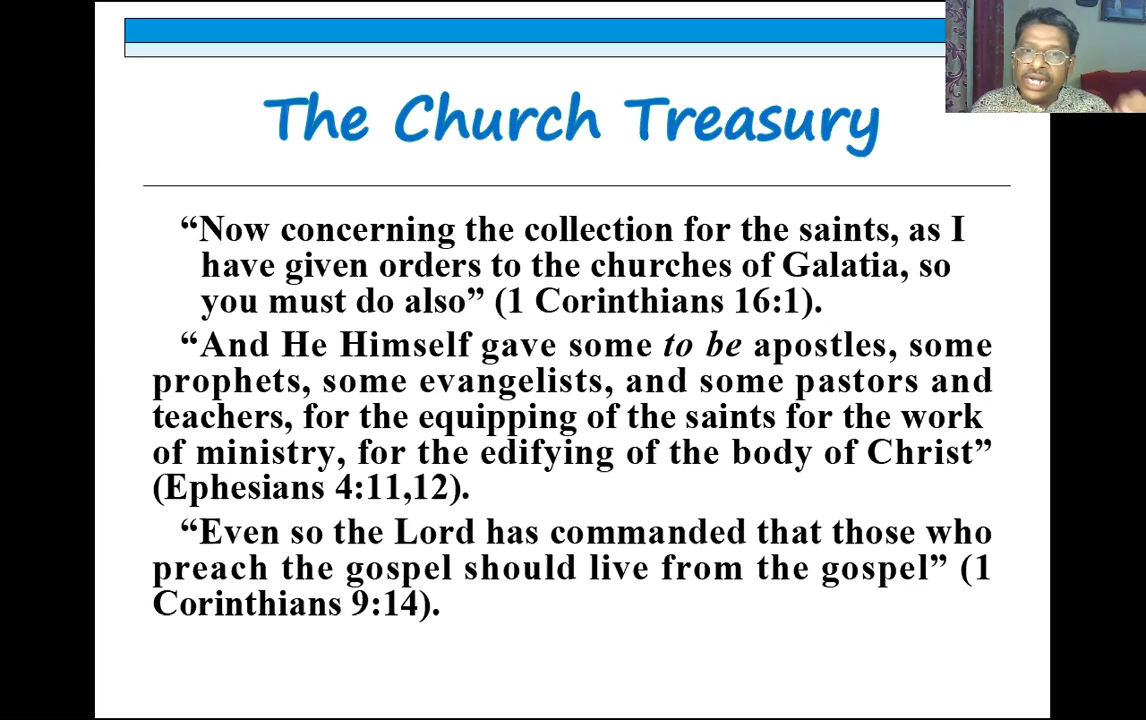 The Church Treasury
“Now concerning the collection for the saints, as I
have given orders to the churches of Galatia, so
you must do also” (1 Corinthians 16:1).
“And He Himself gave some to be apostles, some
prophets, some evangelists, and some pastors and
teachers, for the equipping of the saints for the work
of ministry, for the edifying of the body of Christ”
(Ephesians 4:11,12).
“Even so the Lord has commanded that those who
preach the gospel should live from the gospel” (1
Corinthians 9:14).